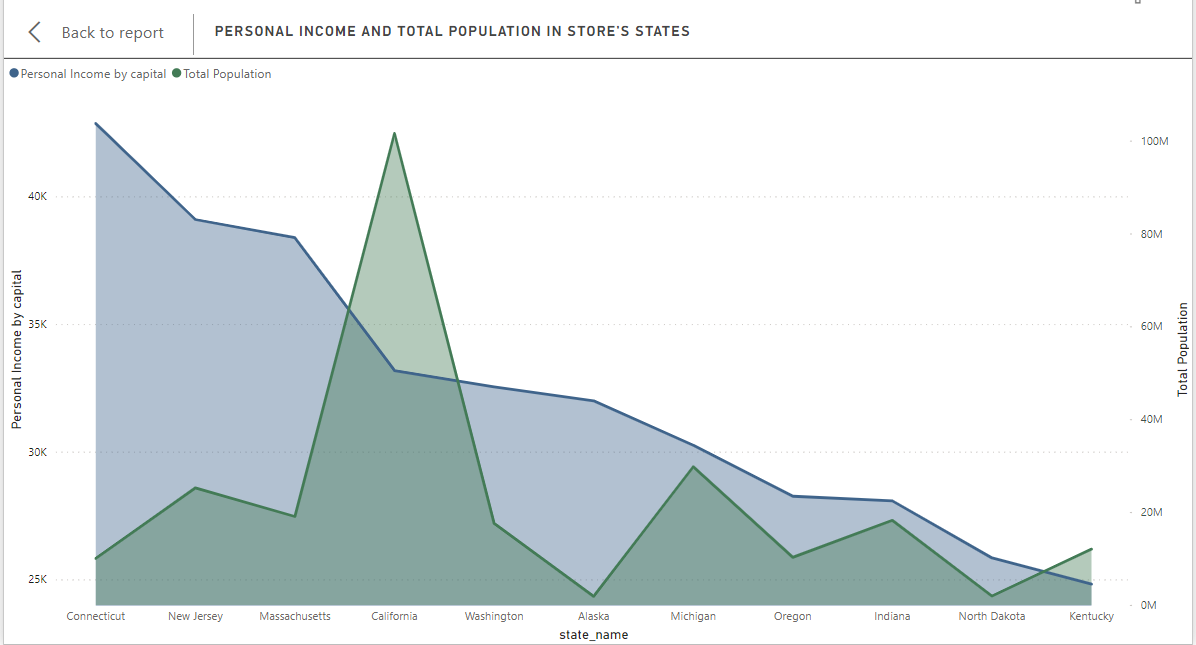 Back to report
PERSONAL INCOME AND TOTAL POPULATION IN STORE'S STATES
Personal Income by capital Total Population
40K
35K
30K
25K
Personal Income by capital
100M
80M
60M
40M
20M
0M
Total Population
Connecticut New Jersey Massachusetts California Washington Alaska Michigan Oregon Indiana North Dakota Kentucky
state_name